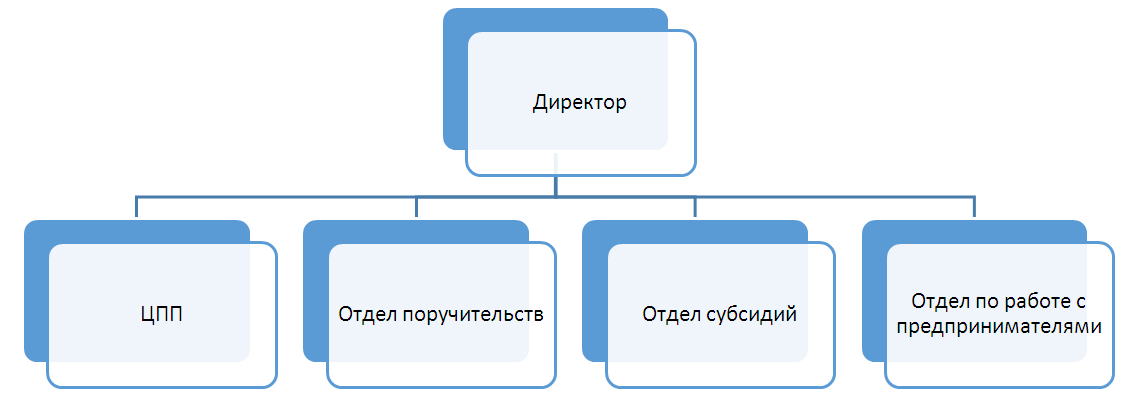 Директор
ЦПП
Отдел поручительств
Отдел субсидий
Отдел по работе с
предпринимателями